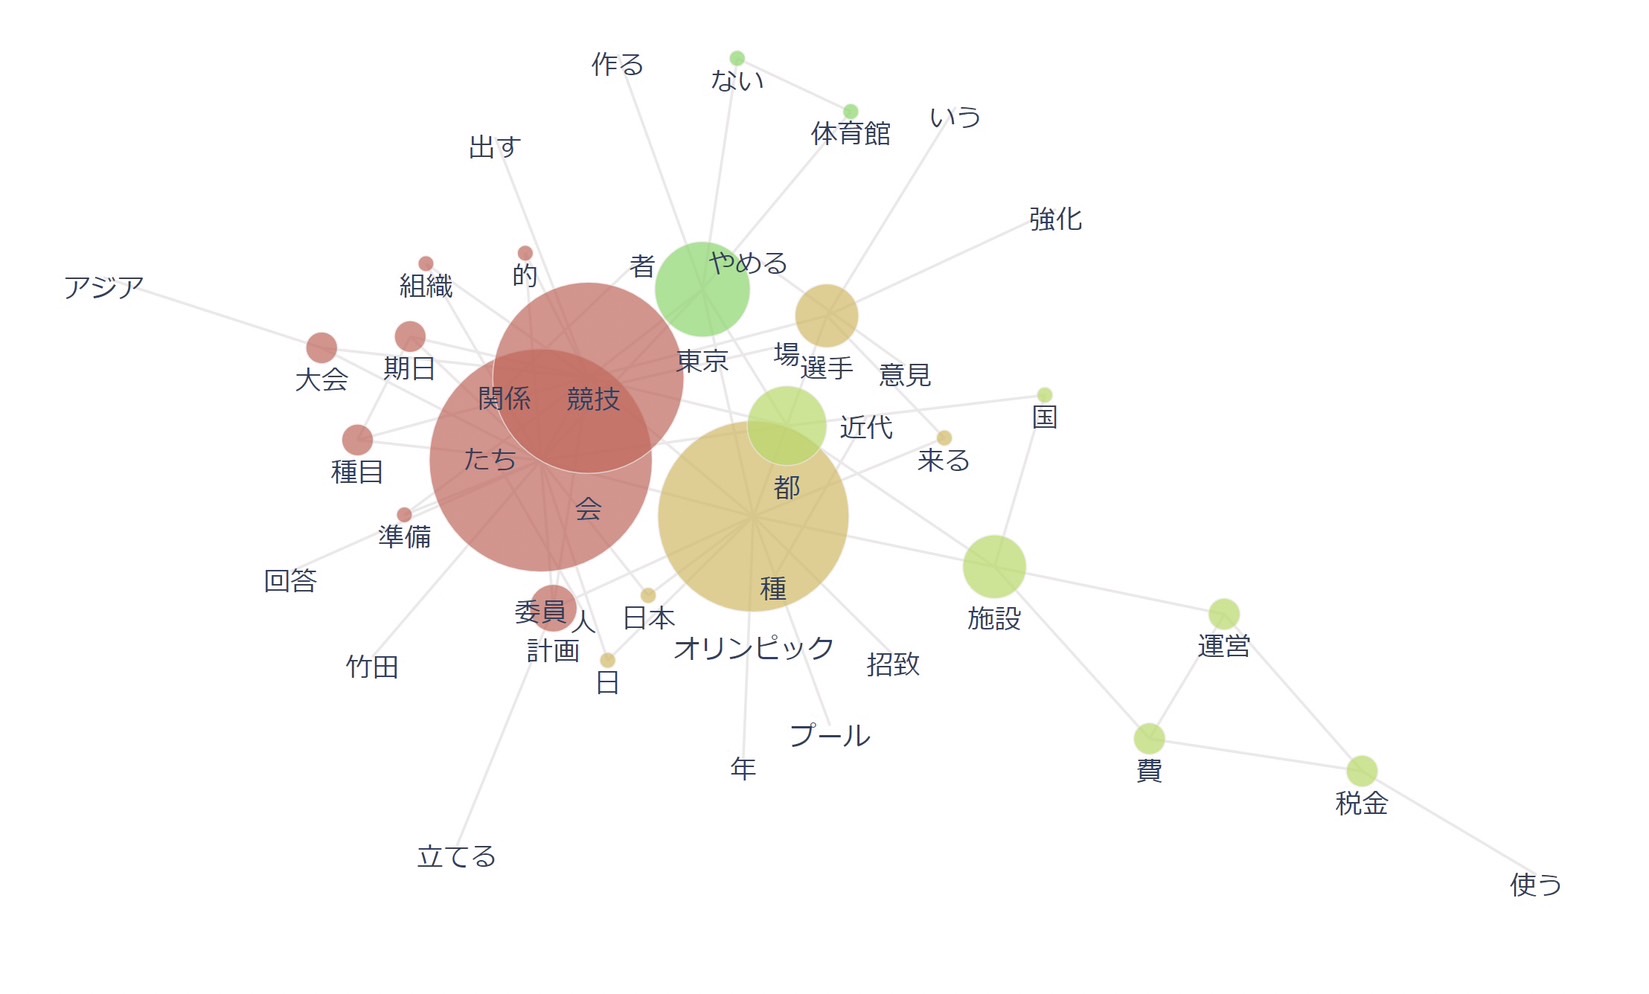 作る
ない
いう
体育館
出す
強化
者
やめる
的
組織
アジア
場
東京
選手
期日
意見
大会
関係
競技
国
近代
たち
来る
種目
都
会
準備
回答
種
委員
人
日本
施設
運営
オリンピック
計画
招致
竹田
日
プール
年
費
税金
立てる
使う